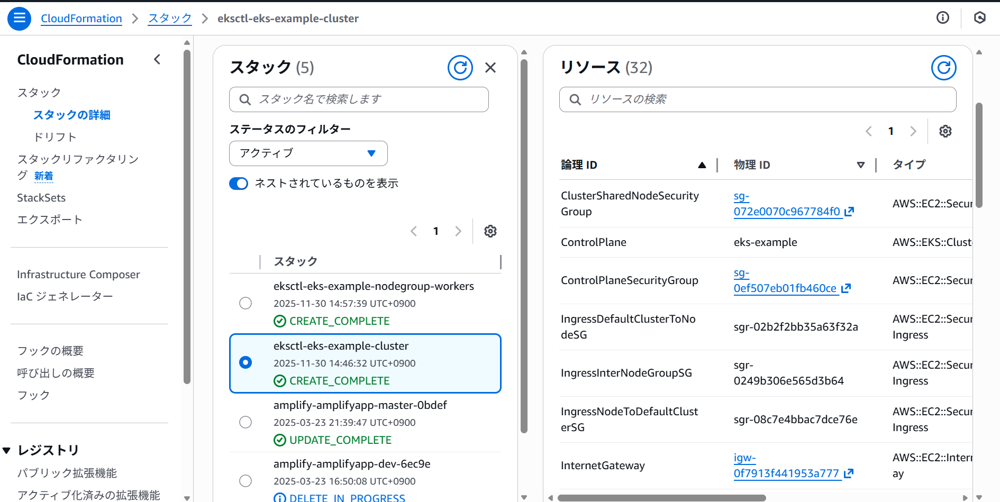 CloudFormation > スタック > eksctl-eks-example-cluster
CloudFormation
スタック
スタックの詳細
ドリフト
スタックリファクタリン
グ 新着
StackSets
エクスポート
Infrastructure Composer
IaC ジェネレーター
フックの概要
呼び出しの概要
フック
レジストリ
パブリック拡張機能
アクティブ化済みの拡張機能
スタック (5)
スタック名で検索します
ステータスのフィルター
アクティブ
ネストされているものを表示
1
スタック
eksctl-eks-example-nodegroup-workers
2025-11-30 14:57:39 UTC+0900
CREATE_COMPLETE
eksctl-eks-example-cluster
2025-11-30 14:46:32 UTC+0900
CREATE_COMPLETE
amplify-amplifyapp-master-0bdef
2025-03-23 21:39:47 UTC+0900
UPDATE_COMPLETE
amplify-amplifyapp-dev-6ec9e
2025-03-23 16:50:08 UTC+0900
DELETE_IN_PROGRESS
リソース (32)
リソースの検索
1
論理 ID 物理 ID タイプ
ClusterSharedNodeSecurity
Group
sg-
072e0070c967784f0
AWS::EC2::Secur
ControlPlane
eks-example
AWS::EKS::Clust
ControlPlaneSecurityGroup
sg-
0ef507eb01fb460ce
AWS::EC2::Secur
IngressDefaultClusterToNo
deSG
sgr-02b2f2bb35a63f32a
AWS::EC2::Secur
Ingress
IngressInterNodeGroupSG
sgr-
0249b306e565d3b64
AWS::EC2::Secur
Ingress
IngressNodeToDefaultClust
erSG
sgr-08c7e4bbac7dce76e
AWS::EC2::Secur
Ingress
InternetGateway
igw-
0f7913f441953a777
AWS::EC2::Intern
ay